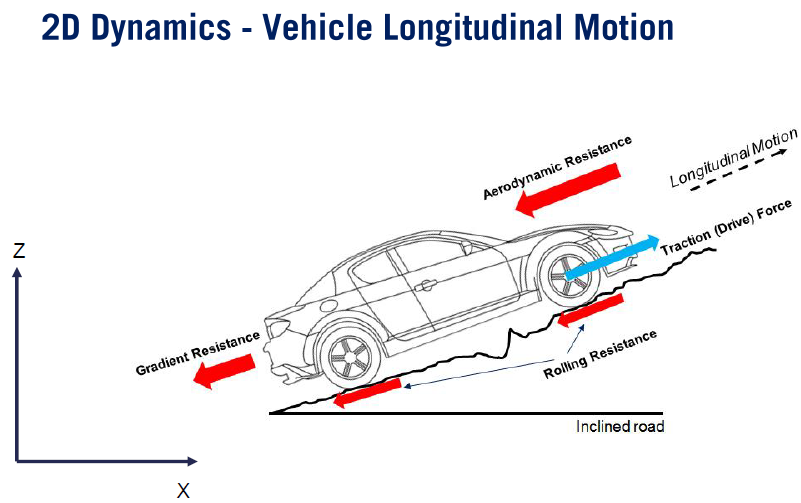 2D Dynamics - Vehicle Longitudinal Motion
Aerodynamic Resistance
Longitudinal Motion
Traction (Drive) Force
Z
Gradient Resistance
Rolling Resistance
Inclined road
X